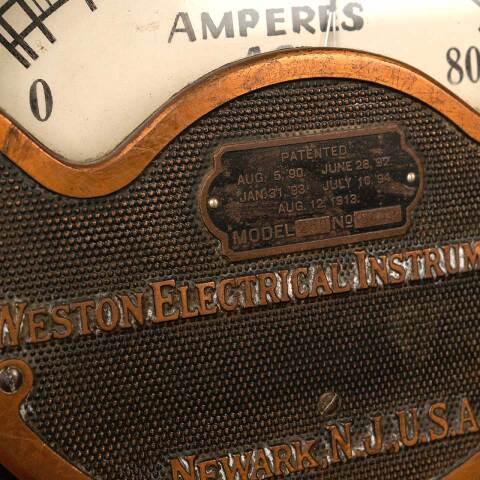 AMPERES
0
80
PATENTED
AUG. 5, 90. JUNE 28, 92.
JAN. 31, 93. JULY 10, 94.
AUG. 12, 1913.
MODEL No
WESTON ELECTRICAL INSTRUM
NEWARK, N.J., U.S.A.